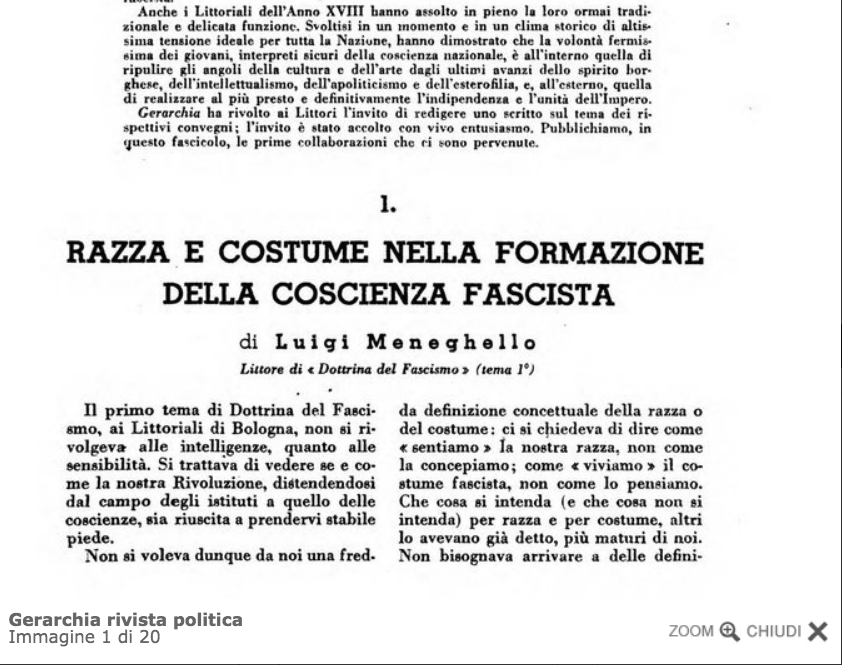 Anche i Littoriali dell'Anno XVIII hanno assolto in pieno la loro ormai tradi-
zionale e delicata funzione. Svoltisi in un momento e in un clima storico di altis-
sima tensione ideale per tutta la Nazione, hanno dimostrato che la volontà fermis-
sima dei giovani, interpreti sicuri della coscienza nazionale, è all'interno quella di
ripulire gli angoli della cultura e dell'arte dagli ultimi avanzi dello spirito bor-
ghese, dell'intellettualismo, dell'apoliticismo e dell'esterofilia, e, all'esterno, quella
di realizzare al più presto e definitivamente l'indipendenza e l'unità dell'Impero.
Gerarchia ha rivolto ai Littori l'invito di redigere uno scritto sul tema dei ri-
spettivi convegni; l'invito è stato accolto con vivo entusiasmo. Pubblichiamo, in
questo fascicolo, le prime collaborazioni che ci sono pervenute.
1.
RAZZA E COSTUME NELLA FORMAZIONE
DELLA COSCIENZA FASCISTA
di Luigi Meneghello
Littore di « Dottrina del Fascismo » (tema 1°)
Il primo tema di Dottrina del Fasci-
smo, ai Littoriali di Bologna, non si ri-
volgeva alle intelligenze, quanto alle
sensibilità. Si trattava di vedere se e co-
me la nostra Rivoluzione, distendendosi
dal campo degli istituti a quello delle
coscienze, sia riuscita a prendervi stabile
piede.
Non si voleva dunque da noi una fred-
da definizione concettuale della razza o
del costume: ci si chiedeva di dire come
« sentiamo » la nostra razza, non come
la concepiamo; come « viviamo » il co-
stume fascista, non come lo pensiamo.
Che cosa si intenda (e che cosa non si
intenda) per razza e per costume, altri
lo avevano già detto, più maturi di noi.
Non bisognava arrivare a delle defini-
Gerarchia rivista politica
Immagine 1 di 20
ZOOM CHIUDI